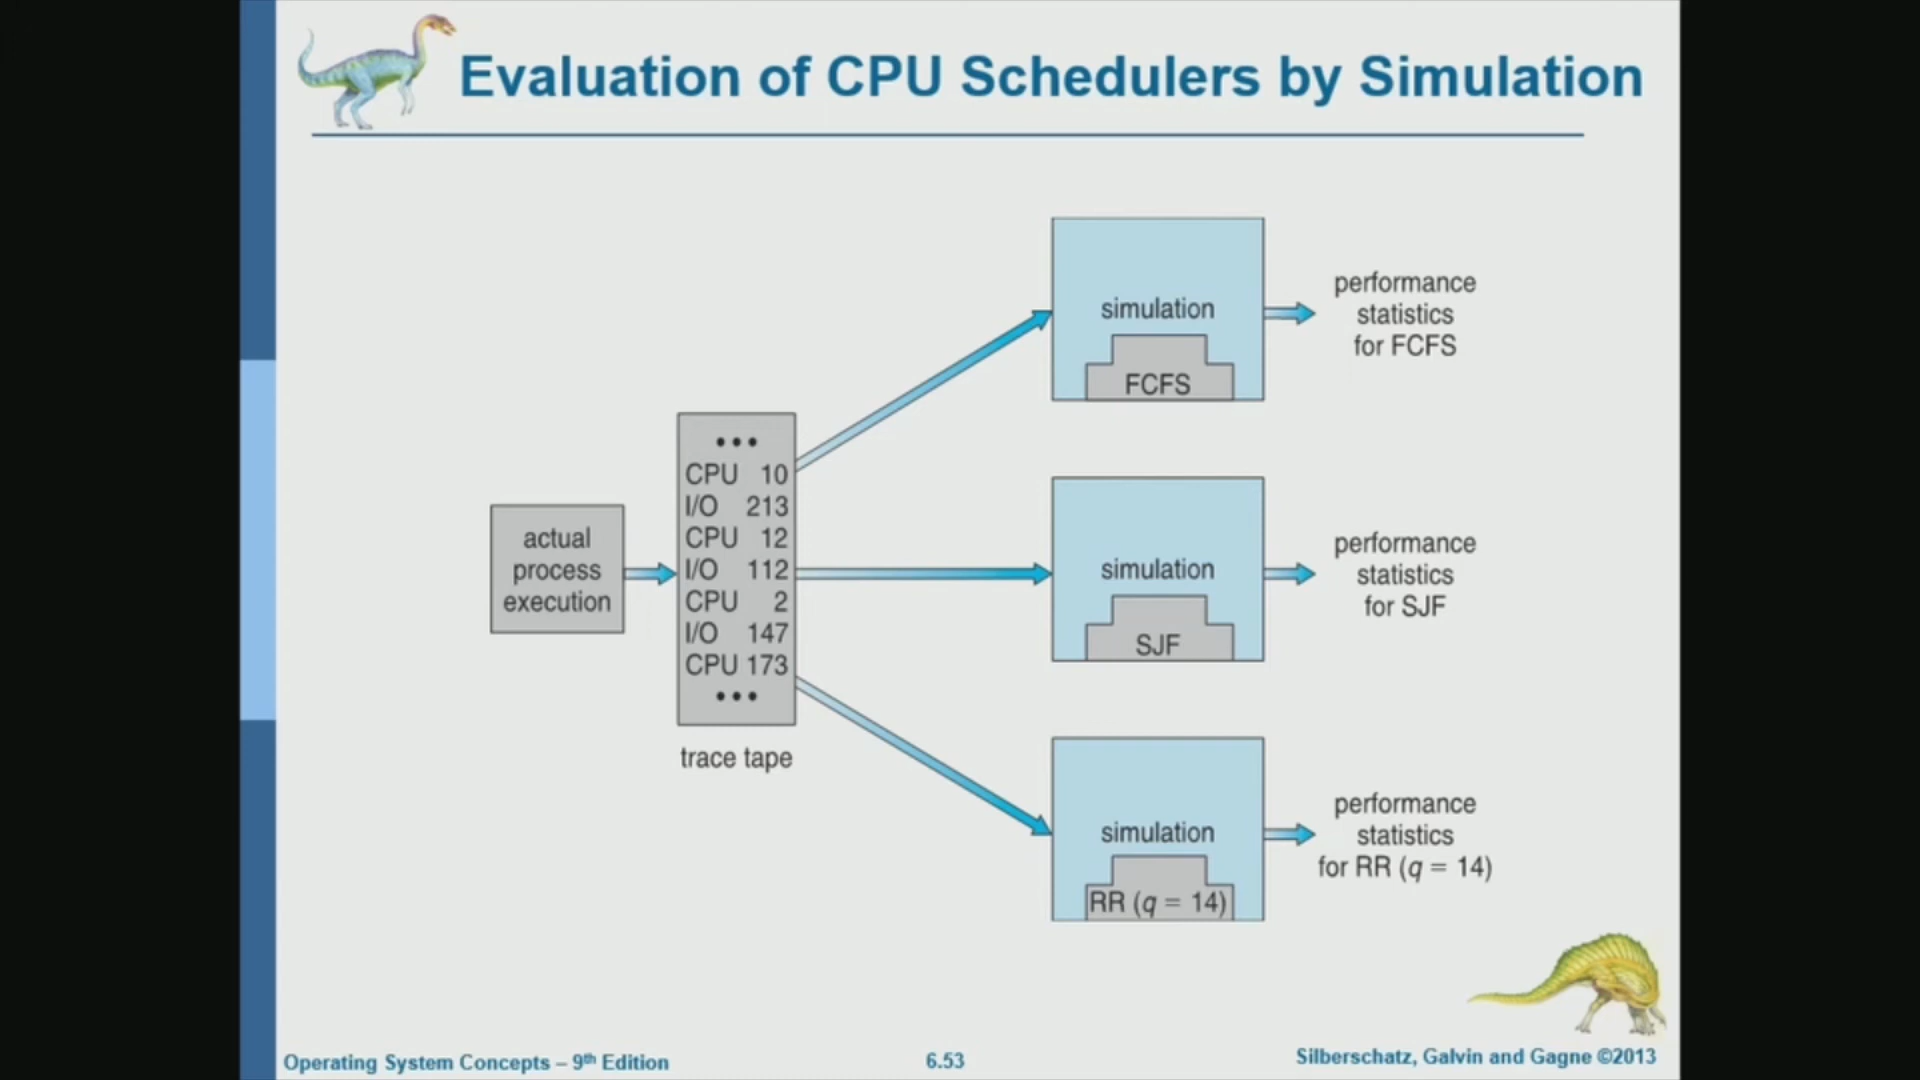 Evaluation of CPU Schedulers by Simulation
actual
process
execution
•••
CPU 10
I/O 213
CPU 12
I/O 112
CPU 2
I/O 147
CPU 173
•••
trace tape
simulation
FCFS
performance
statistics
for FCFS
simulation
SJF
performance
statistics
for SJF
simulation
RR (q = 14)
performance
statistics
for RR (q = 14)
Operating System Concepts – 9th Edition
6.53
Silberschatz, Galvin and Gagne ©2013